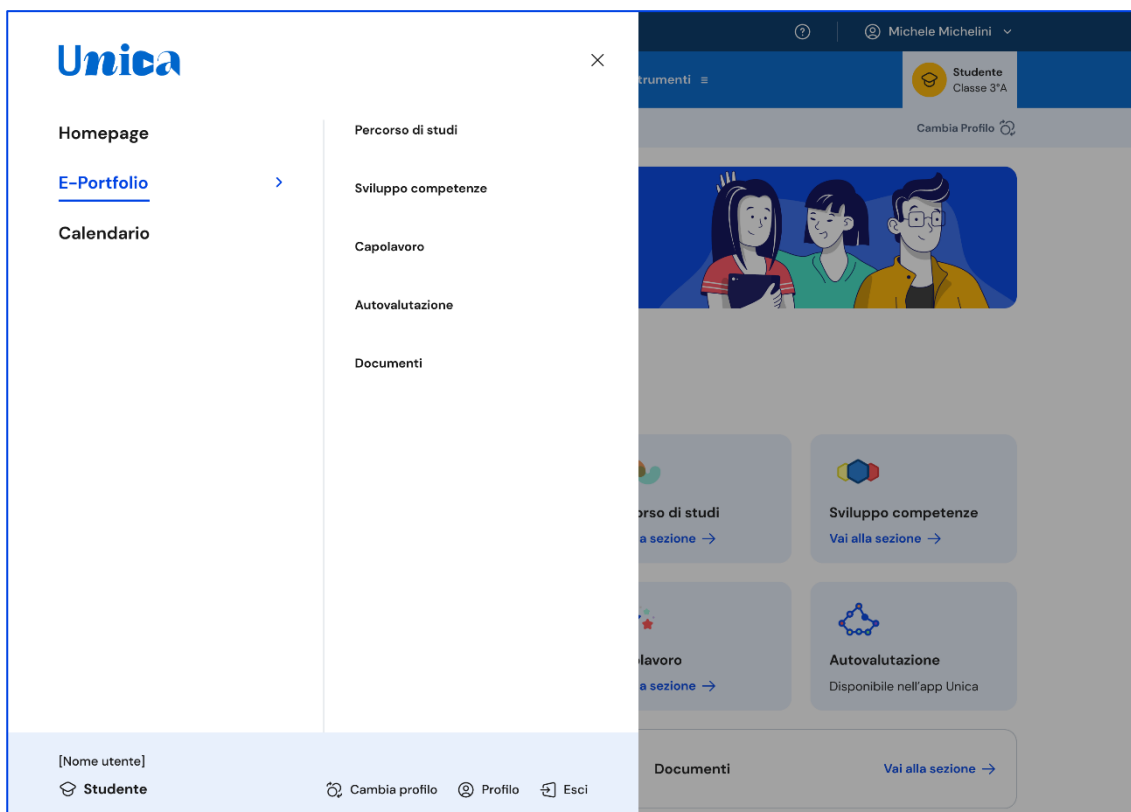 Unica
Homepage
E-Portfolio
Calendario
Percorso di studi
Sviluppo competenze
Capolavoro
Autovalutazione
Documenti
[Nome utente]
Studente
Cambia profilo
Profilo
Esci
Michele Michelini
trumenti
Studente
Classe 3°A
Cambia Profilo
orso di studi
a sezione
Sviluppo competenze
Vai alla sezione
lavoro
a sezione
Autovalutazione
Disponibile nell'app Unica
Documenti
Vai alla sezione